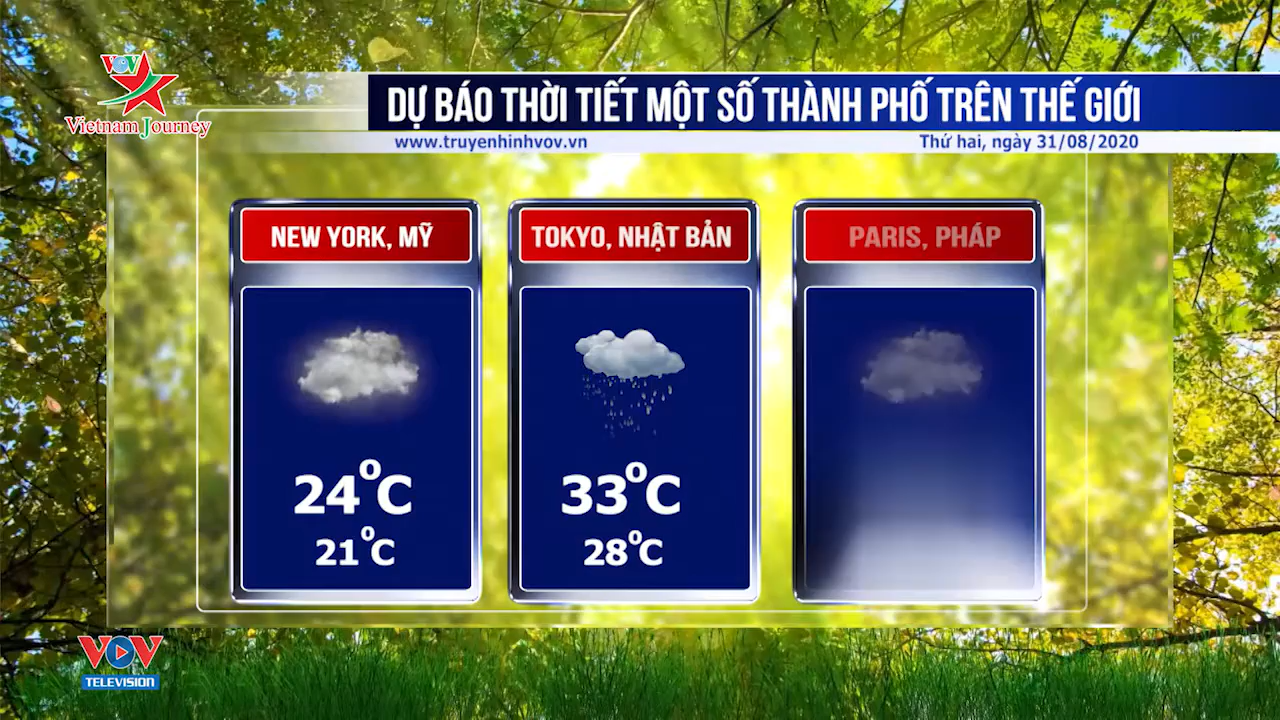 VOV
Vietnam Journey
DỰ BÁO THỜI TIẾT MỘT SỐ THÀNH PHỐ TRÊN THẾ GIỚI
www.truyenhinhvov.vn
Thứ hai, ngày 31/08/2020
NEW YORK, MỸ
TOKYO, NHẬT BẢN
PARIS, PHÁP
24°C
33°C
21°C
28°C
VOV
TELEVISION